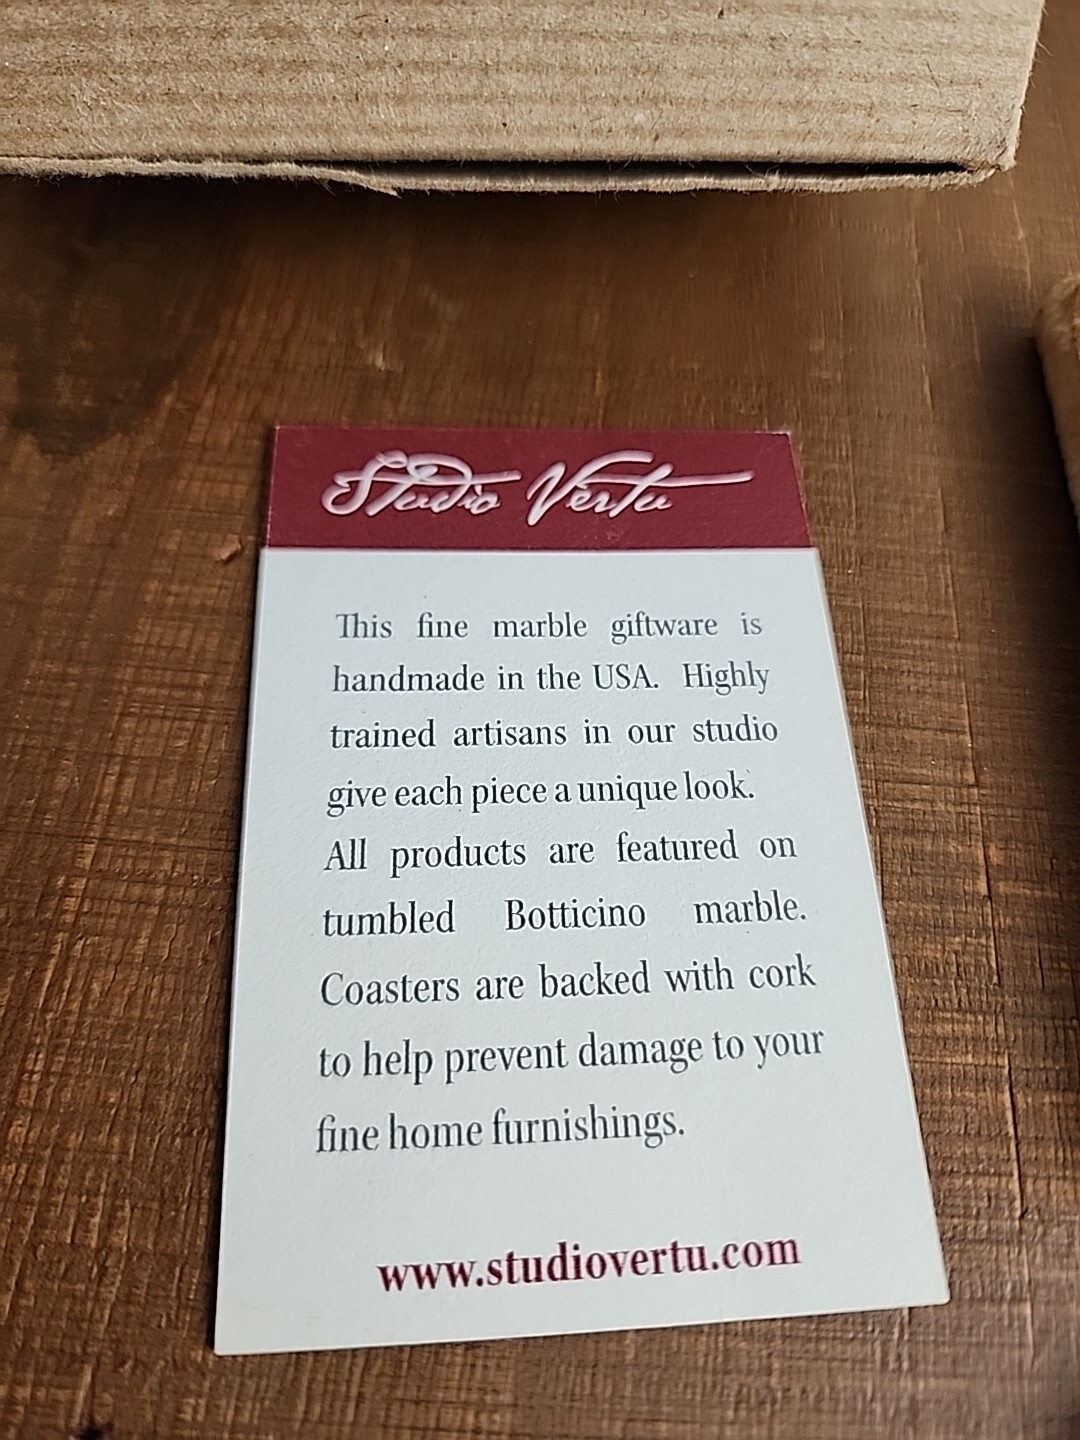 Studio Vertu
This fine marble giftware is
handmade in the USA. Highly
trained artisans in our studio
give each piece a unique look.
All products are featured on
tumbled Botticino marble.
Coasters are backed with cork
to help prevent damage to your
fine home furnishings.
www.studiovertu.com